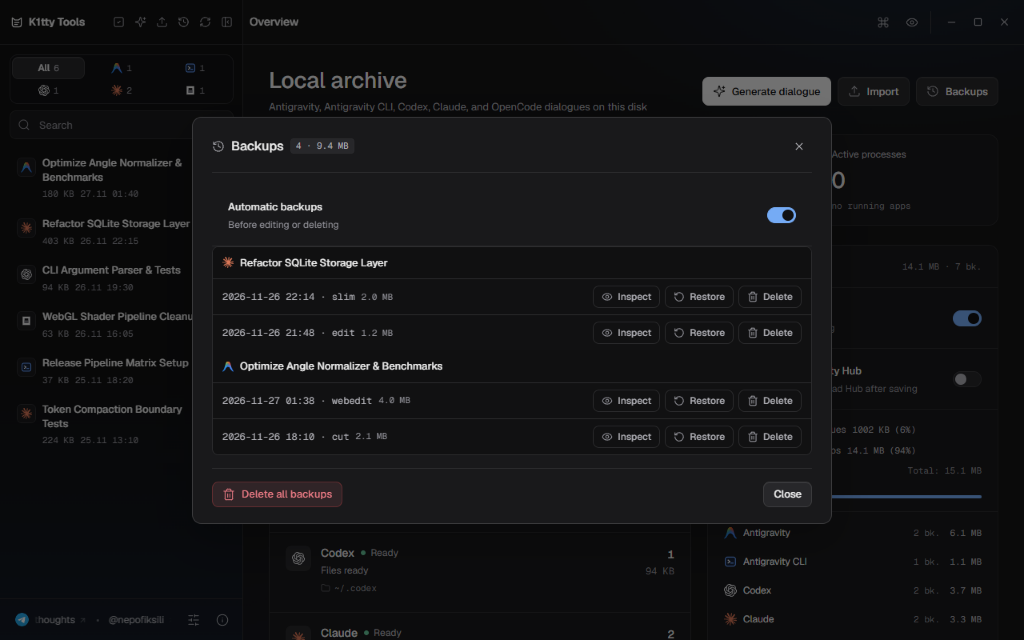 K1tty Tools
Overview
All 6
1
1
1
2
1
Search
Optimize Angle Normalizer &
Benchmarks
180 KB 27.11 01:40
Refactor SQLite Storage Layer
403 KB 26.11 22:15
CLI Argument Parser & Tests
94 KB 26.11 19:30
WebGL Shader Pipeline Cleanu
63 KB 26.11 16:05
Release Pipeline Matrix Setup
37 KB 25.11 18:20
Token Compaction Boundary
Tests
224 KB 25.11 13:10
thoughts
@nepofiksili
Local archive
Antigravity, Antigravity CLI, Codex, Claude, and OpenCode dialogues on this disk
Generate dialogue
Import
Backups
Backups 4 · 9.4 MB
Automatic backups
Before editing or deleting
Refactor SQLite Storage Layer
2026-11-26 22:14 · slim 2.0 MB Inspect Restore Delete
2026-11-26 21:48 · edit 1.2 MB Inspect Restore Delete
Optimize Angle Normalizer & Benchmarks
2026-11-27 01:38 · webedit 4.0 MB Inspect Restore Delete
2026-11-26 18:10 · cut 2.1 MB Inspect Restore Delete
Delete all backups
Close
Active processes
0
no running apps
14.1 MB · 7 bk.
ty Hub
ad Hub after saving
ues 1002 KB (6%)
ps 14.1 MB (94%)
Total: 15.1 MB
Antigravity 2 bk. 6.1 MB
Antigravity CLI 1 bk. 1.1 MB
Codex 2 bk. 3.7 MB
Claude 2 bk. 3.3 MB
Codex Ready 1
Files ready 94 KB
~/.codex
Claude Ready 2